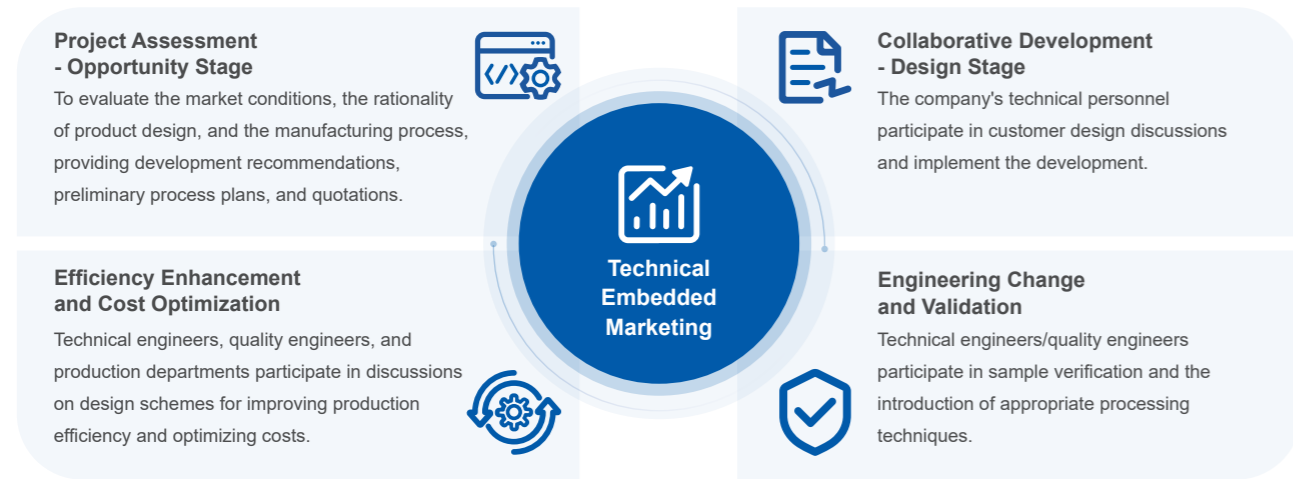 Project Assessment
- Opportunity Stage
To evaluate the market conditions, the rationality
of product design, and the manufacturing process,
providing development recommendations,
preliminary process plans, and quotations.
Collaborative Development
- Design Stage
The company's technical personnel
participate in customer design discussions
and implement the development.
Technical
Embedded
Marketing
Efficiency Enhancement
and Cost Optimization
Technical engineers, quality engineers, and
production departments participate in discussions
on design schemes for improving production
efficiency and optimizing costs.
Engineering Change
and Validation
Technical engineers/quality engineers
participate in sample verification and the
introduction of appropriate processing
techniques.